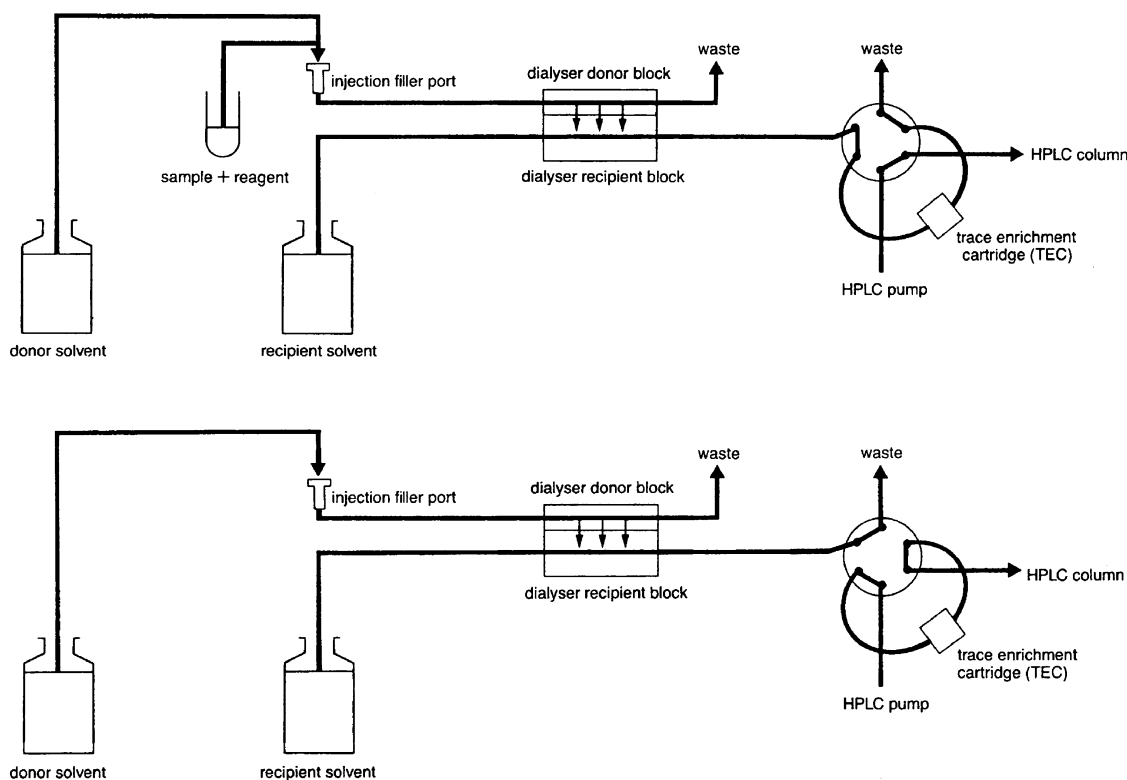 waste
waste
dialyser donor block
injection filler port
HPLC column
sample + reagent
dialyser recipient block
trace enrichment
cartridge (TEC)
HPLC pump
donor solvent
recipient solvent
waste
waste
dialyser donor block
injection filler port
HPLC column
dialyser recipient block
trace enrichment
cartridge (TEC)
HPLC pump
donor solvent
recipient solvent